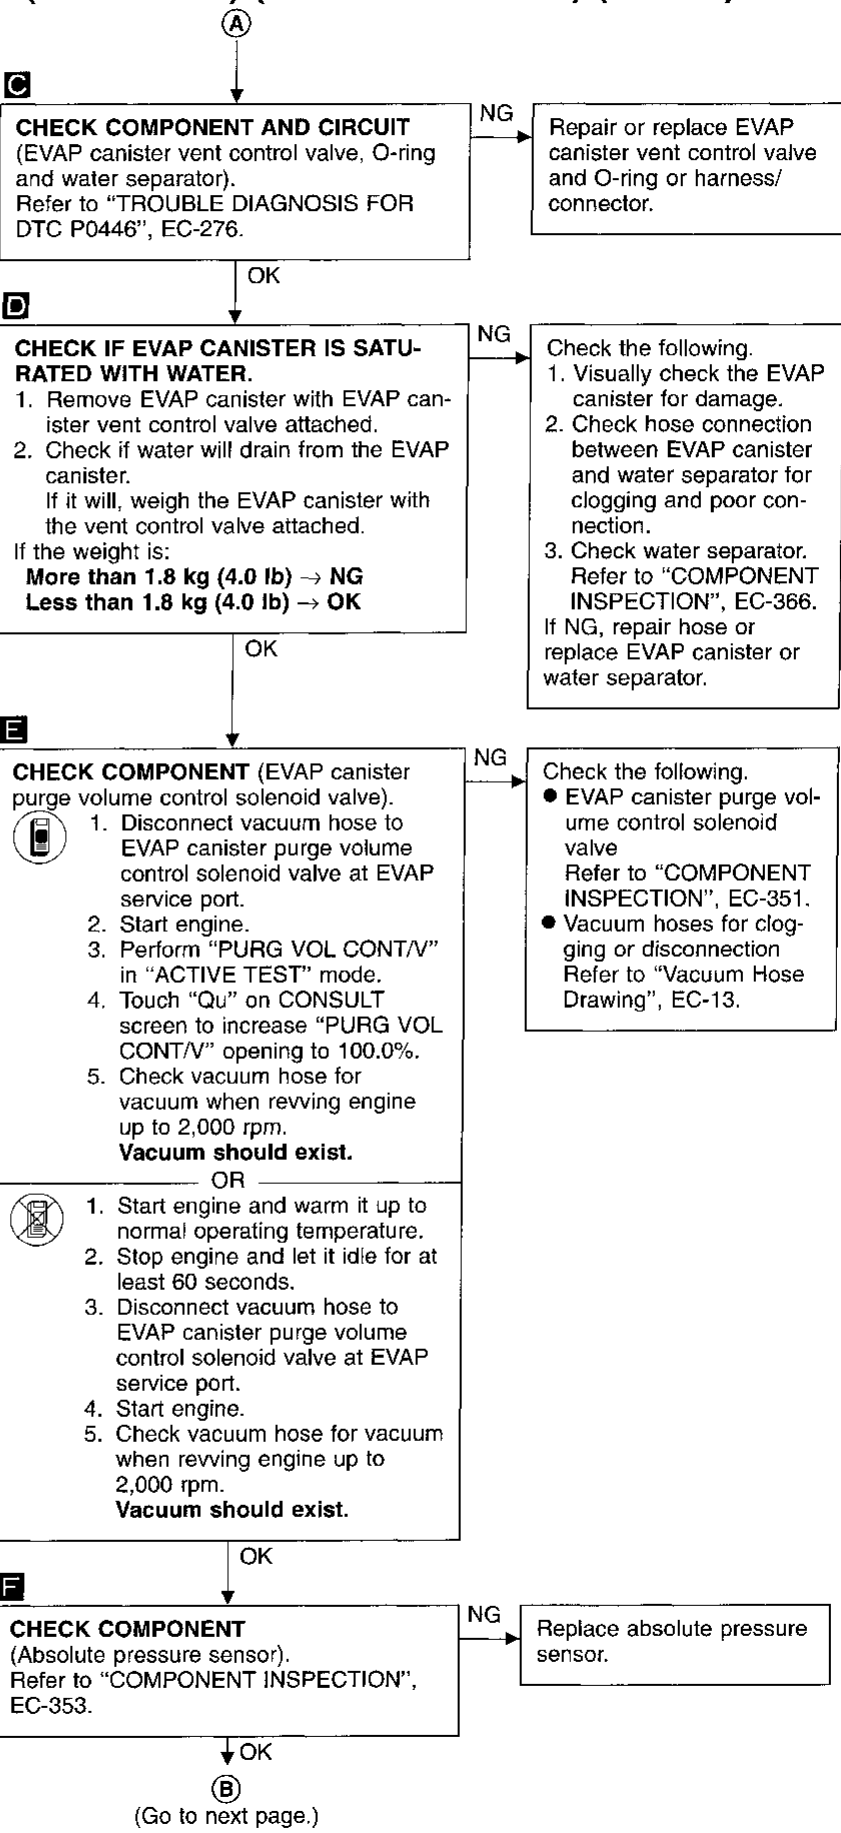 A
C
CHECK COMPONENT AND CIRCUIT
(EVAP canister vent control valve, O-ring
and water separator).
Refer to “TROUBLE DIAGNOSIS FOR
DTC P0446”, EC-276.
NG
Repair or replace EVAP
canister vent control valve
and O-ring or harness/
connector.
OK
D
CHECK IF EVAP CANISTER IS SATU-
RATED WITH WATER.
1. Remove EVAP canister with EVAP can-
ister vent control valve attached.
2. Check if water will drain from the EVAP
canister.
If it will, weigh the EVAP canister with
the vent control valve attached.
If the weight is:
More than 1.8 kg (4.0 lb) → NG
Less than 1.8 kg (4.0 lb) → OK
NG
Check the following.
1. Visually check the EVAP
canister for damage.
2. Check hose connection
between EVAP canister
and water separator for
clogging and poor con-
nection.
3. Check water separator.
Refer to “COMPONENT
INSPECTION”, EC-366.
If NG, repair hose or
replace EVAP canister or
water separator.
OK
E
CHECK COMPONENT (EVAP canister
purge volume control solenoid valve).
1. Disconnect vacuum hose to
EVAP canister purge volume
control solenoid valve at EVAP
service port.
2. Start engine.
3. Perform “PURG VOL CONT/V”
in “ACTIVE TEST” mode.
4. Touch “Qu” on CONSULT
screen to increase “PURG VOL
CONT/V” opening to 100.0%.
5. Check vacuum hose for
vacuum when revving engine
up to 2,000 rpm.
Vacuum should exist.
OR
1. Start engine and warm it up to
normal operating temperature.
2. Stop engine and let it idle for at
least 60 seconds.
3. Disconnect vacuum hose to
EVAP canister purge volume
control solenoid valve at EVAP
service port.
4. Start engine.
5. Check vacuum hose for vacuum
when revving engine up to
2,000 rpm.
Vacuum should exist.
NG
Check the following.
● EVAP canister purge vol-
ume control solenoid
valve
Refer to “COMPONENT
INSPECTION”, EC-351.
● Vacuum hoses for clog-
ging or disconnection
Refer to “Vacuum Hose
Drawing”, EC-13.
OK
F
CHECK COMPONENT
(Absolute pressure sensor).
Refer to “COMPONENT INSPECTION”,
EC-353.
NG
Replace absolute pressure
sensor.
OK
B
(Go to next page.)